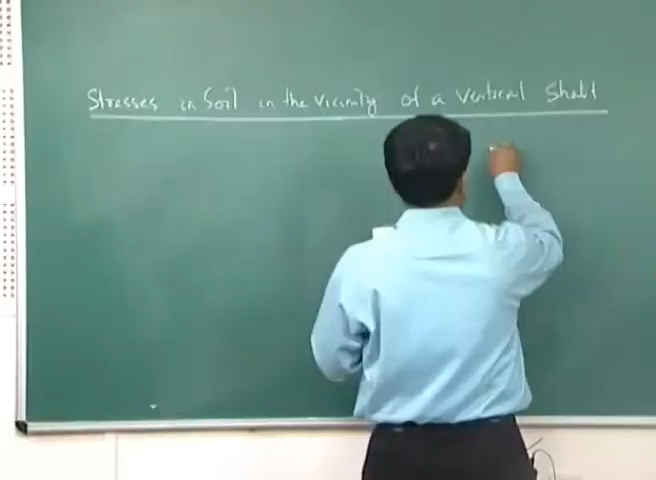 Stresses in Soil in the vicinity of a vertical shaft